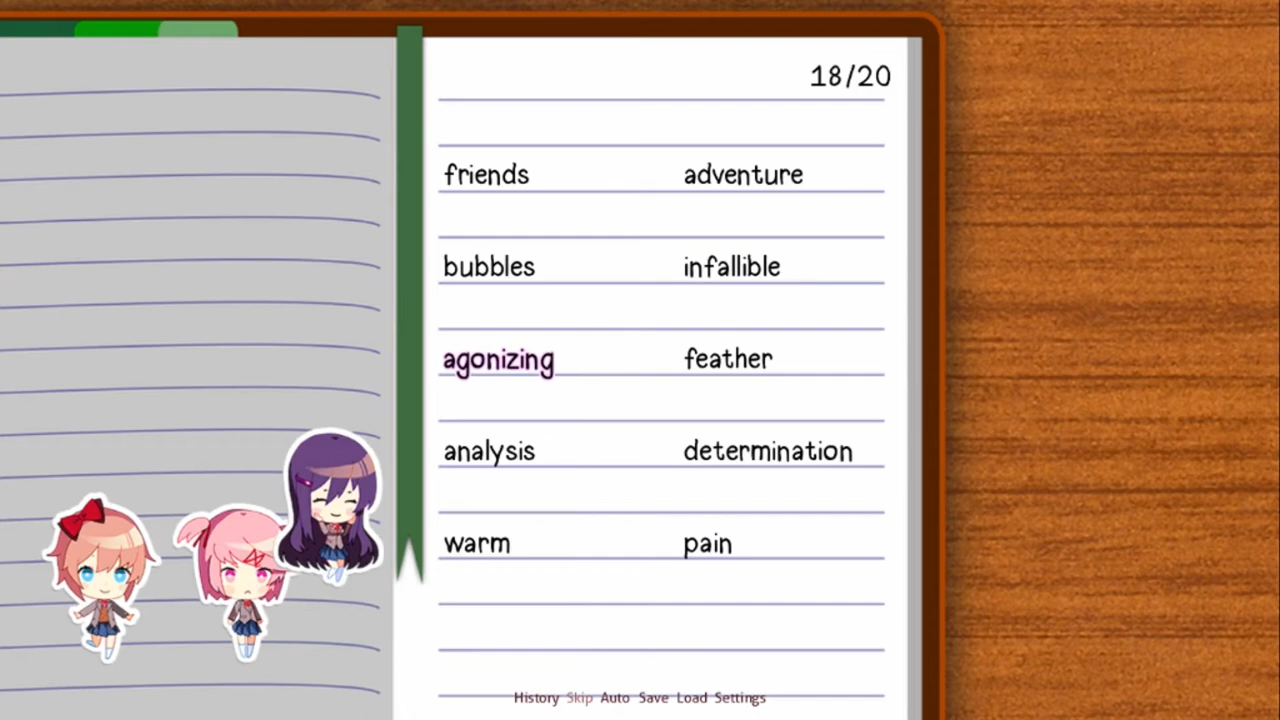 18/20
friends adventure
bubbles infallible
agonizing feather
analysis determination
warm pain
History Skip Auto Save Load Settings